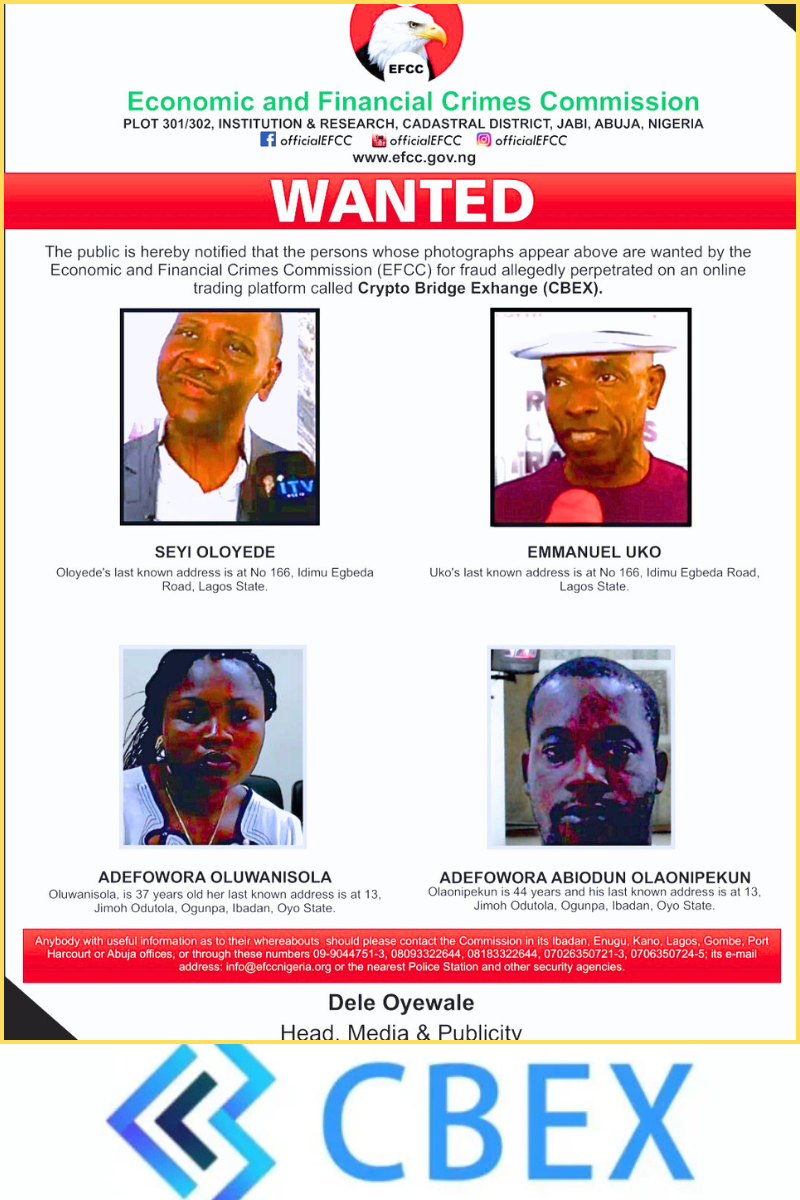 EFCC
Economic and Financial Crimes Commission
PLOT 301/302, INSTITUTION & RESEARCH, CADASTRAL DISTRICT, JABI, ABUJA, NIGERIA
officialEFCC officialEFCC officialEFCC
www.efcc.gov.ng
WANTED
The public is hereby notified that the persons whose photographs appear above are wanted by the
Economic and Financial Crimes Commission (EFCC) for fraud allegedly perpetrated on an online
trading platform called Crypto Bridge Exhange (CBEX).
iTV
SEYI OLOYEDE
Oloyede's last known address is at No 166, Idimu Egbeda
Road, Lagos State.
EMMANUEL UKO
Uko's last known address is at No 166, Idimu Egbeda Road,
Lagos State.
ADEFOWORA OLUWANISOLA
Oluwanisola, is 37 years old her last known address is at 13,
Jimoh Odutola, Ogunpa, Ibadan, Oyo State.
ADEFOWORA ABIODUN OLAONIPEKUN
Olaonipekun is 44 years and his last known address is at 13,
Jimoh Odutola, Ogunpa, Ibadan, Oyo State.
Anybody with useful information as to their whereabouts should please contact the Commission in its Ibadan, Enugu, Kano, Lagos, Gombe, Port
Harcourt or Abuja offices, or through these numbers 09-9044751-3, 08093322644, 08183322644, 07026350721-3, 0706350724-5; its e-mail
address: info@efccnigeria.org or the nearest Police Station and other security agencies.
Dele Oyewale
Head, Media & Publicity
CBEX